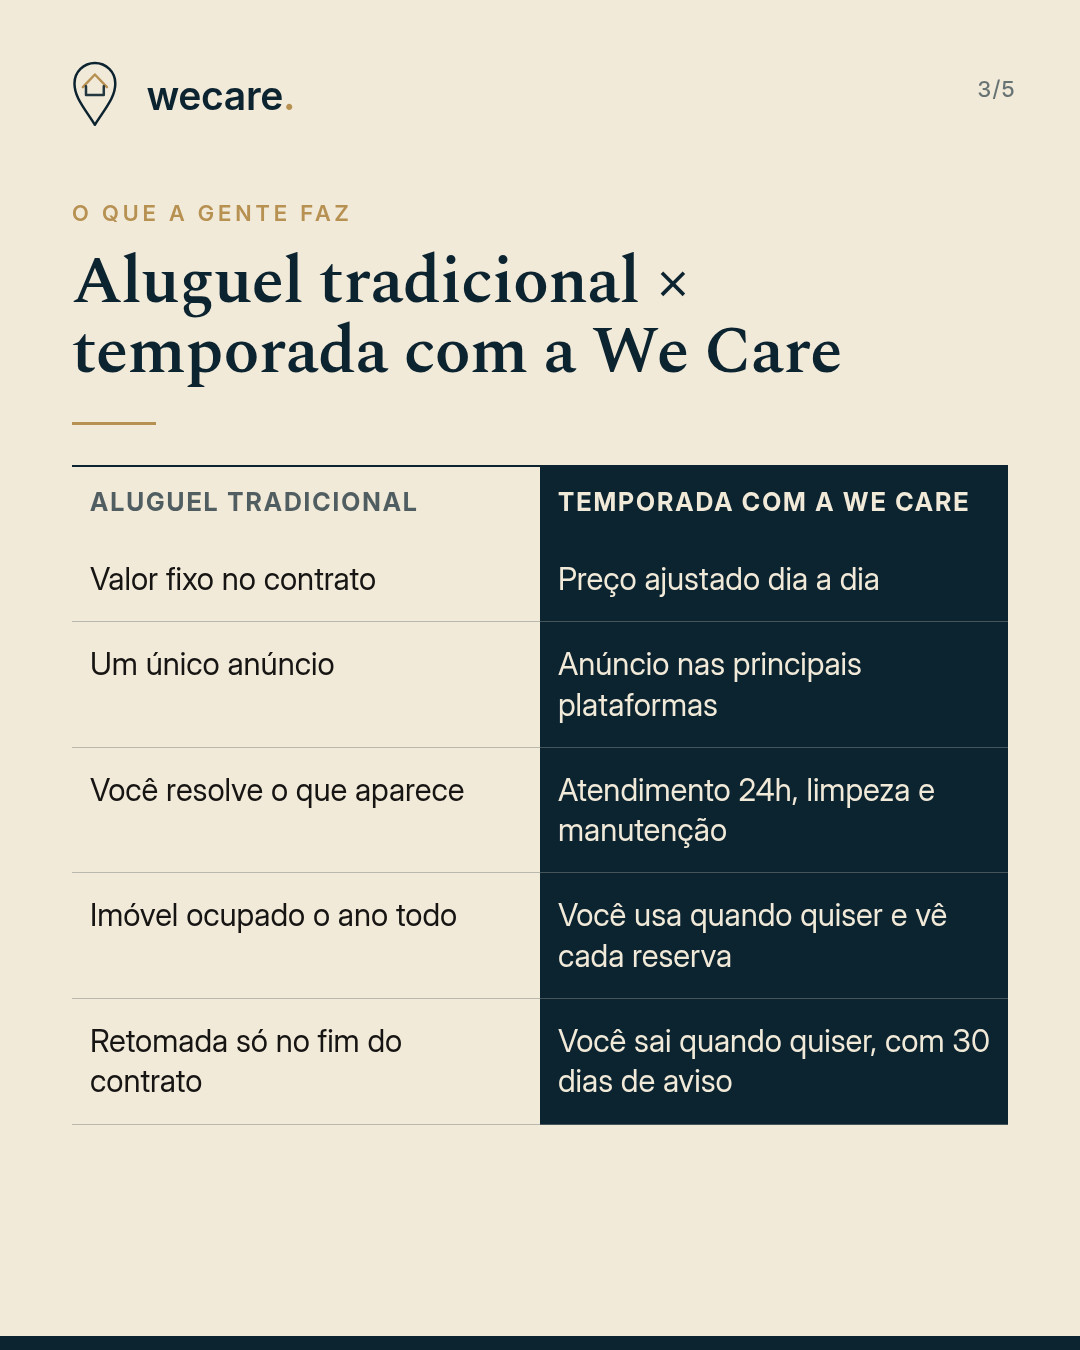 wecare.
3/5
O QUE A GENTE FAZ
Aluguel tradicional ×
temporada com a We Care
ALUGUEL TRADICIONAL
TEMPORADA COM A WE CARE
Valor fixo no contrato
Preço ajustado dia a dia
Um único anúncio
Anúncio nas principais
plataformas
Você resolve o que aparece
Atendimento 24h, limpeza e
manutenção
Imóvel ocupado o ano todo
Você usa quando quiser e vê
cada reserva
Retomada só no fim do
contrato
Você sai quando quiser, com 30
dias de aviso